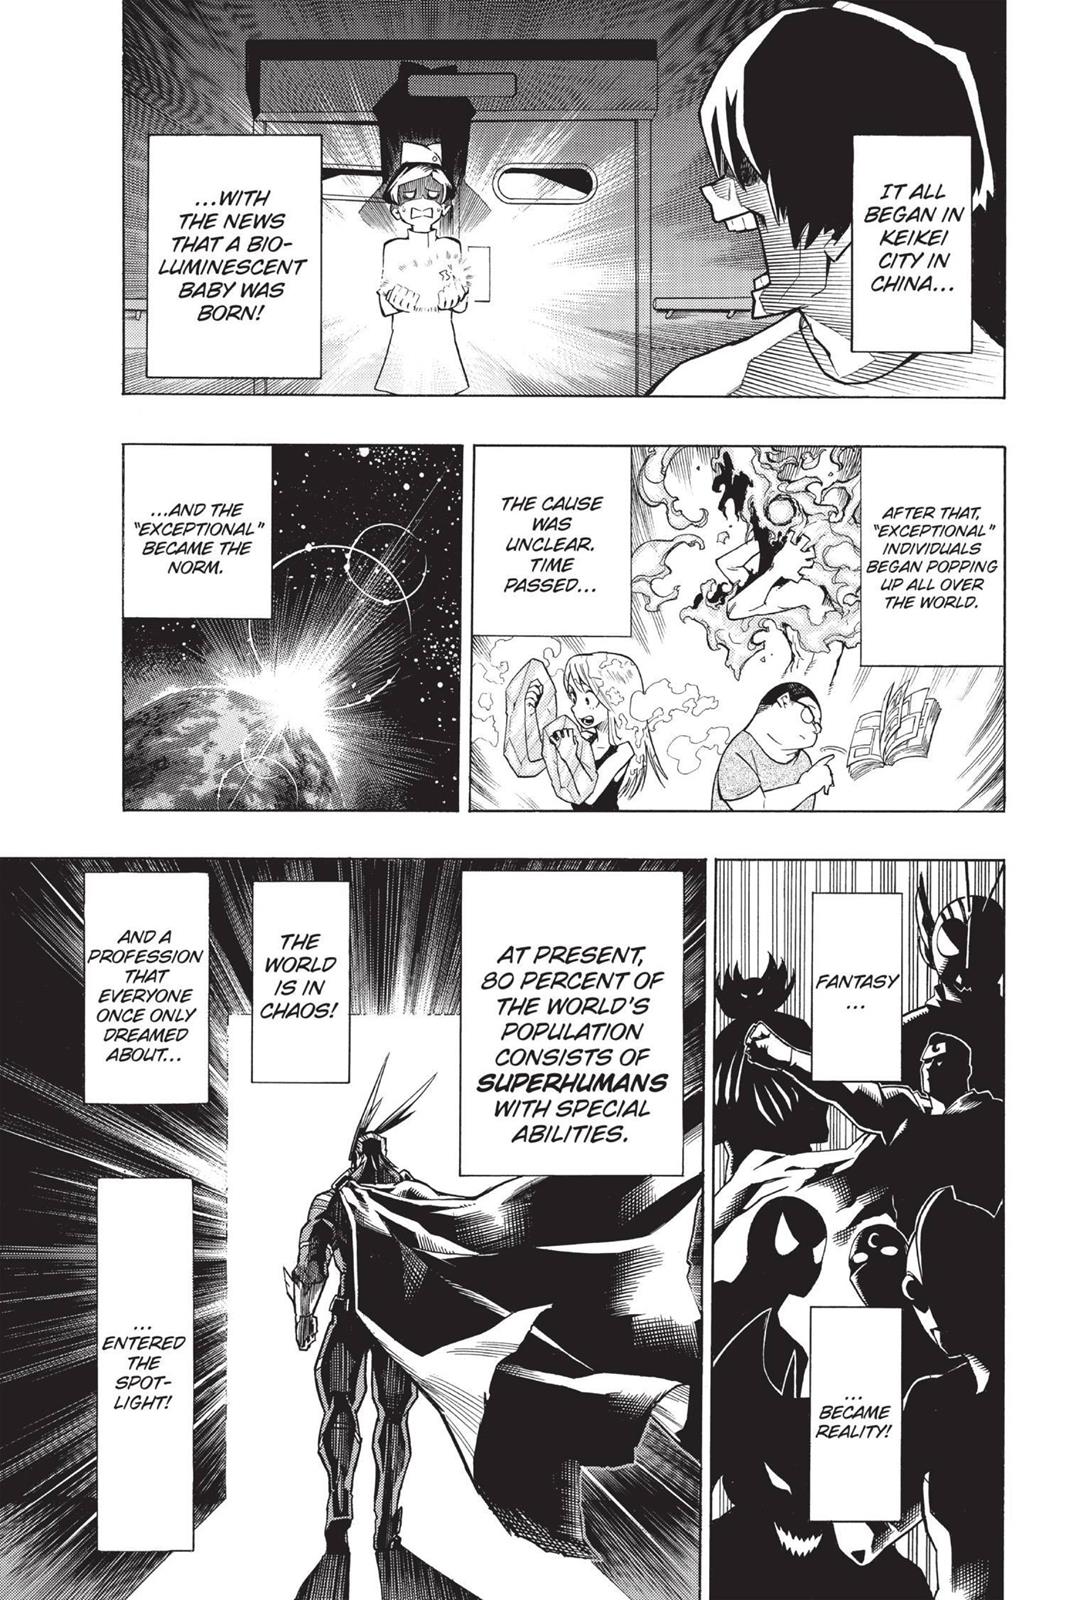 IT ALL
BEGAN IN
KEIKEI
CITY IN
CHINA...
...WITH
THE NEWS
THAT A BIO-
LUMINESCENT
BABY WAS
BORN!
AFTER THAT,
"EXCEPTIONAL"
INDIVIDUALS
BEGAN POPPING
UP ALL OVER
THE WORLD.
THE CAUSE
WAS
UNCLEAR.
TIME
PASSED...
...AND THE
"EXCEPTIONAL"
BECAME THE
NORM.
FANTASY
...
...
BECAME
REALITY!
AT PRESENT,
80 PERCENT OF
THE WORLD'S
POPULATION
CONSISTS OF
SUPERHUMANS
WITH SPECIAL
ABILITIES.
THE
WORLD
IS IN
CHAOS!
AND A
PROFESSION
THAT
EVERYONE
ONCE ONLY
DREAMED
ABOUT...
...
ENTERED
THE
SPOT-
LIGHT!